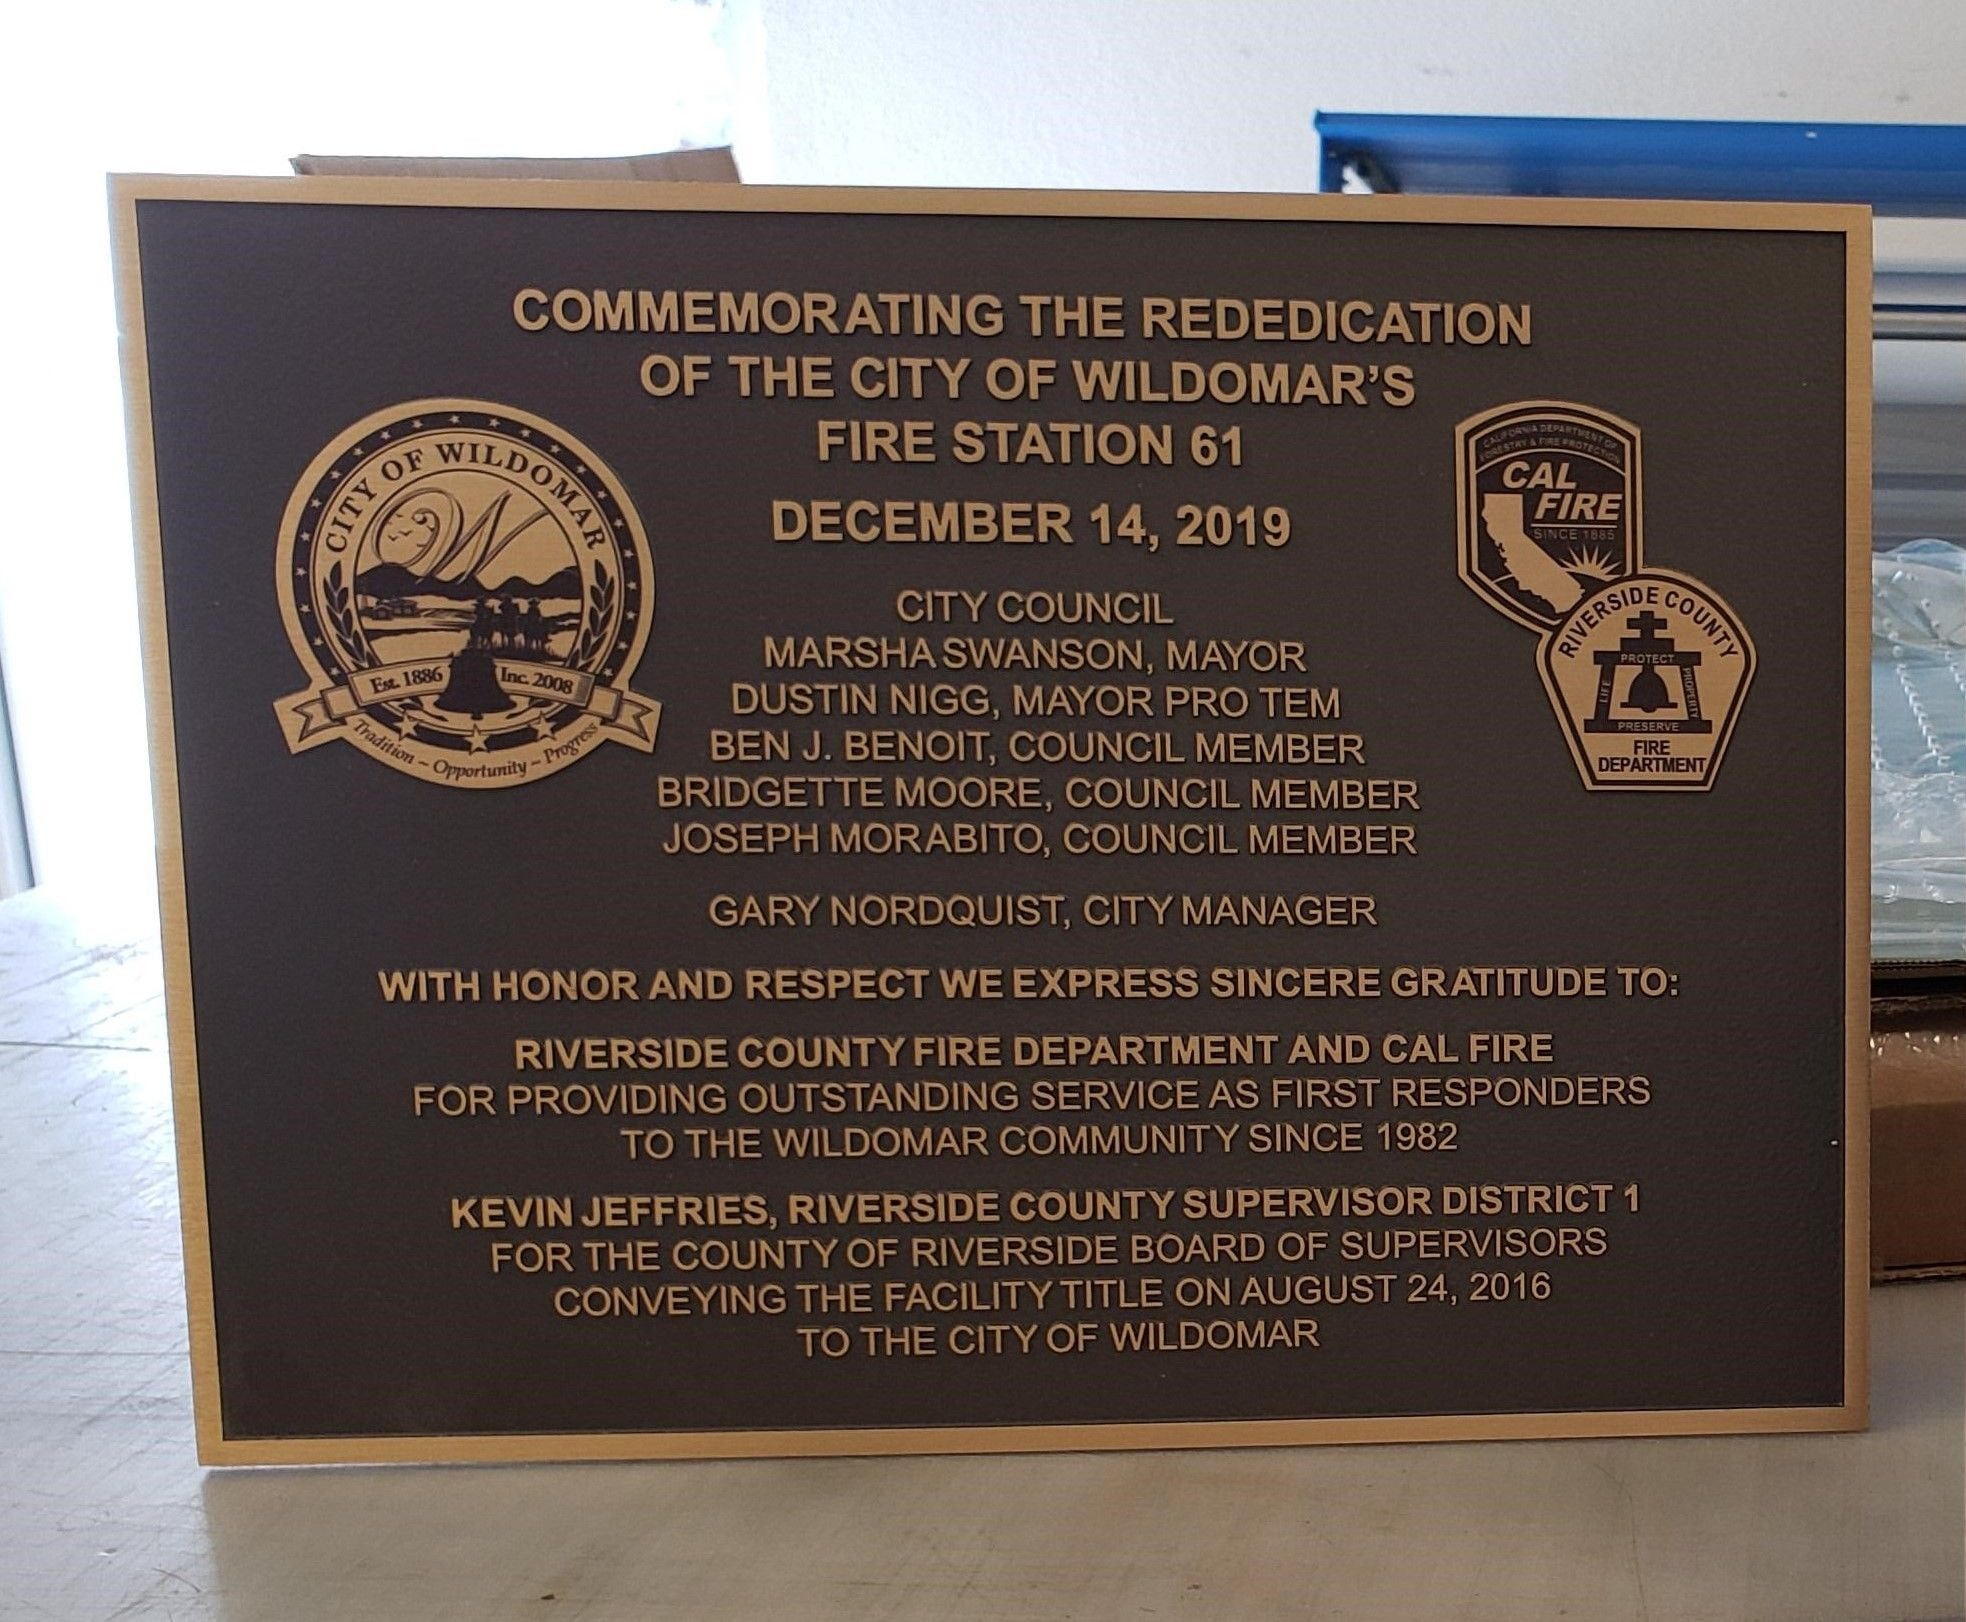 COMMEMORATING THE REDEDICATION
OF THE CITY OF WILDOMAR'S
FIRE STATION 61
DECEMBER 14, 2019
CITY OF WILDOMAR
W
Est. 1886
Inc. 2008
Tradition ~ Opportunity ~ Progress
CALIFORNIA DEPARTMENT OF
FORESTRY & FIRE PROTECTION
CAL
FIRE
SINCE 1885
RIVERSIDE COUNTY
PROTECT
LIFE
PROPERTY
PRESERVE
FIRE
DEPARTMENT
CITY COUNCIL
MARSHA SWANSON, MAYOR
DUSTIN NIGG, MAYOR PRO TEM
BEN J. BENOIT, COUNCIL MEMBER
BRIDGETTE MOORE, COUNCIL MEMBER
JOSEPH MORABITO, COUNCIL MEMBER
GARY NORDQUIST, CITY MANAGER
WITH HONOR AND RESPECT WE EXPRESS SINCERE GRATITUDE TO:
RIVERSIDE COUNTY FIRE DEPARTMENT AND CAL FIRE
FOR PROVIDING OUTSTANDING SERVICE AS FIRST RESPONDERS
TO THE WILDOMAR COMMUNITY SINCE 1982
KEVIN JEFFRIES, RIVERSIDE COUNTY SUPERVISOR DISTRICT 1
FOR THE COUNTY OF RIVERSIDE BOARD OF SUPERVISORS
CONVEYING THE FACILITY TITLE ON AUGUST 24, 2016
TO THE CITY OF WILDOMAR